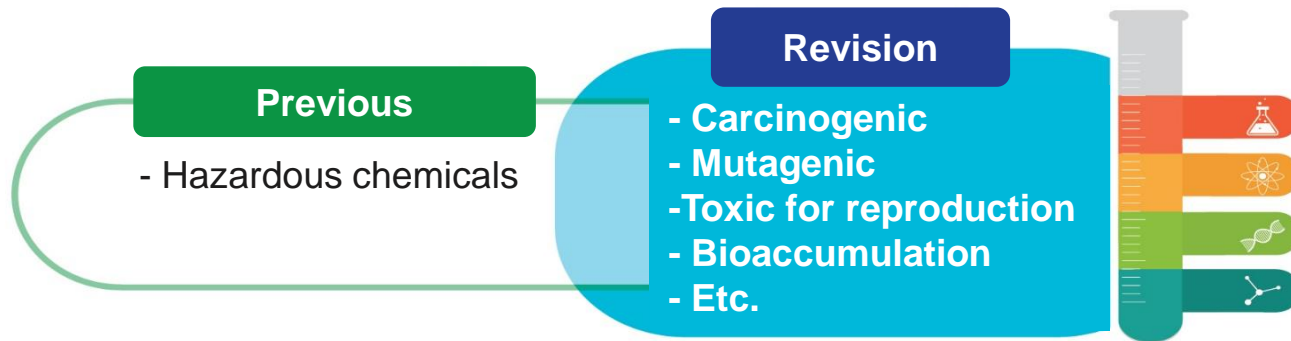 Previous
- Hazardous chemicals
Revision
- Carcinogenic
- Mutagenic
-Toxic for reproduction
- Bioaccumulation
- Etc.